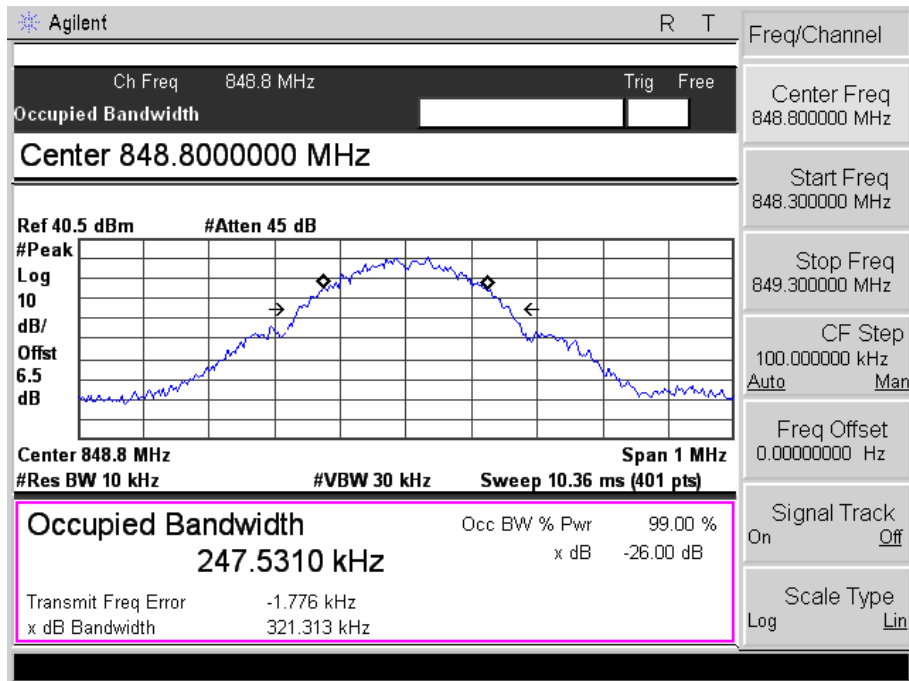 Agilent
R T
Freq/Channel
Ch Freq 848.8 MHz Trig Free
Occupied Bandwidth
Center 848.8000000 MHz
Ref 40.5 dBm #Atten 45 dB
#Peak
Log
10
dB/
Offst
6.5
dB
Center 848.8 MHz Span 1 MHz
#Res BW 10 kHz #VBW 30 kHz Sweep 10.36 ms (401 pts)
Occupied Bandwidth
247.5310 kHz
Occ BW % Pwr 99.00 %
x dB -26.00 dB
Transmit Freq Error -1.776 kHz
x dB Bandwidth 321.313 kHz
Center Freq
848.800000 MHz
Start Freq
848.300000 MHz
Stop Freq
849.300000 MHz
CF Step
100.000000 kHz
Auto Man
Freq Offset
0.00000000 Hz
Signal Track
On Off
Scale Type
Log Lin